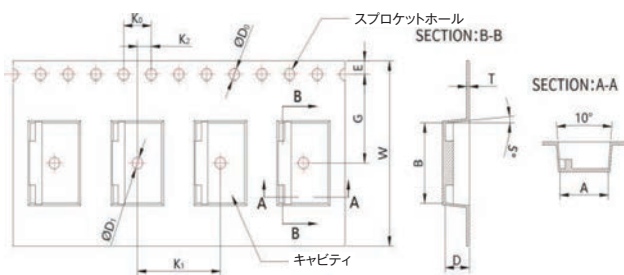 K₀
K₂
ØD₀
スプロケットホール
SECTION:B-B
E
T
SECTION:A-A
B
G
W
B
5°
10°
A
A
A
B
ØD₁
K₁
キャビティ
D